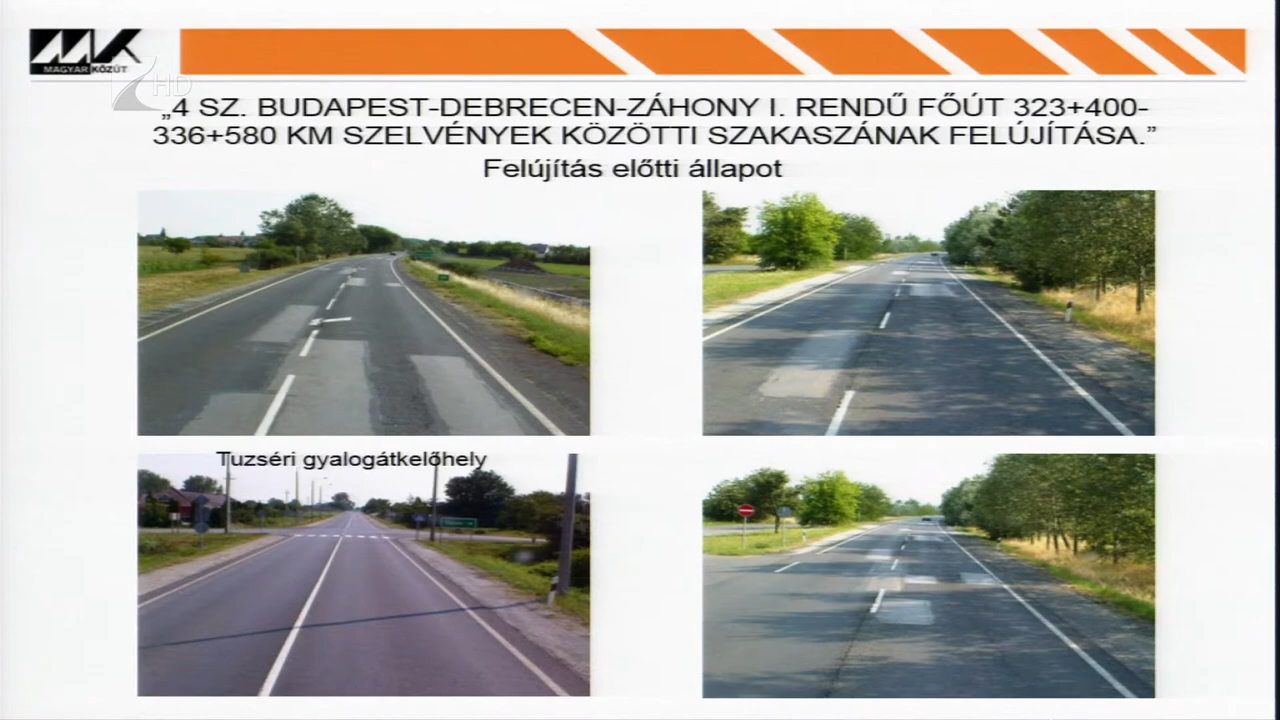 MAGYAR KÖZÚT
HD
„4 SZ. BUDAPEST-DEBRECEN-ZÁHONY I. RENDŰ FŐÚT 323+400-
336+580 KM SZELVÉNYEK KÖZÖTTI SZAKASZÁNAK FELÚJÍTÁSA.”
Felújítás előtti állapot
Tuzséri gyalogátkelőhely